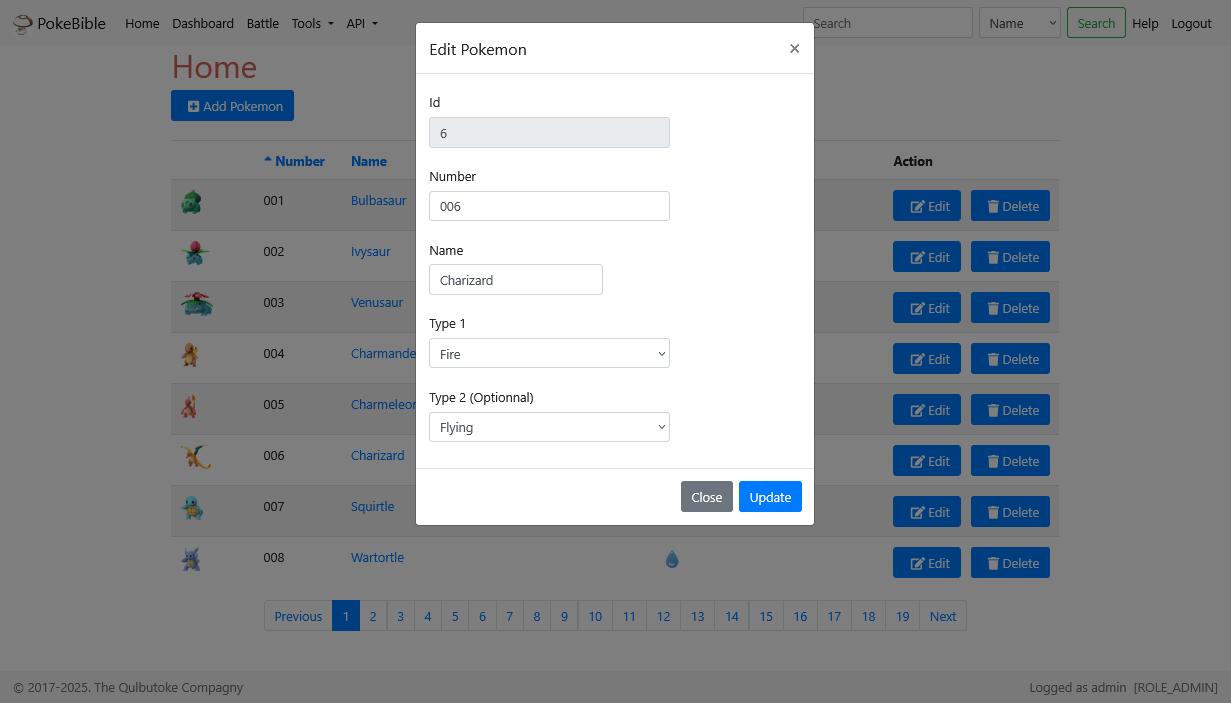 PokeBible Home Dashboard Battle Tools API Search Name Search Help Logout
Home
Add Pokemon
Number Name Action
001 Bulbasaur Edit Delete
002 Ivysaur Edit Delete
003 Venusaur Edit Delete
004 Charmande Edit Delete
005 Charmeleor Edit Delete
006 Charizard Edit Delete
007 Squirtle Edit Delete
008 Wartortle Edit Delete
Edit Pokemon ×
Id
6
Number
006
Name
Charizard
Type 1
Fire
Type 2 (Optionnal)
Flying
Close Update
Previous 1 2 3 4 5 6 7 8 9 10 11 12 13 14 15 16 17 18 19 Next
© 2017-2025. The Qulbutoke Compagny Logged as admin [ROLE_ADMIN]